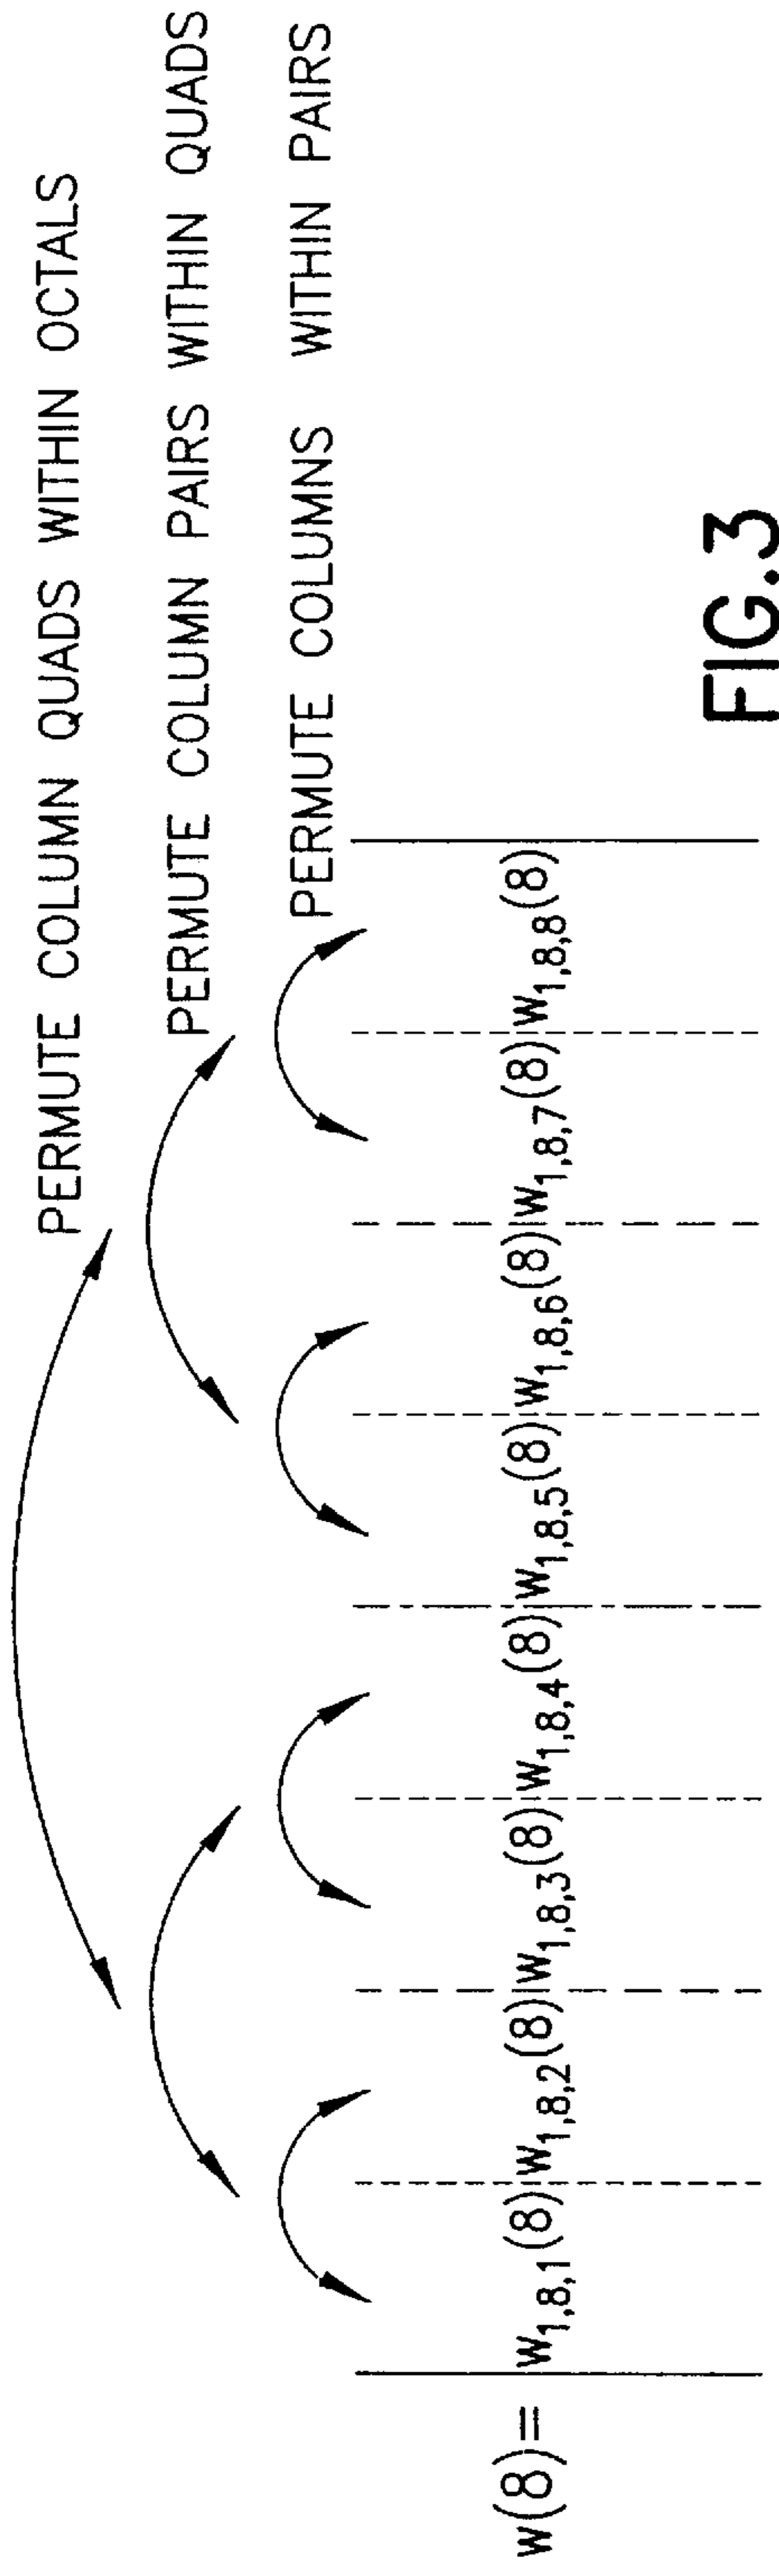 PERMUTE COLUMN QUADS WITHIN OCTALS
PERMUTE COLUMN PAIRS WITHIN QUADS
PERMUTE COLUMNS WITHIN PAIRS
w(8)= w1,8,1(8) w1,8,2(8) w1,8,3(8) w1,8,4(8) w1,8,5(8) w1,8,6(8) w1,8,7(8) w1,8,8(8)
FIG.3